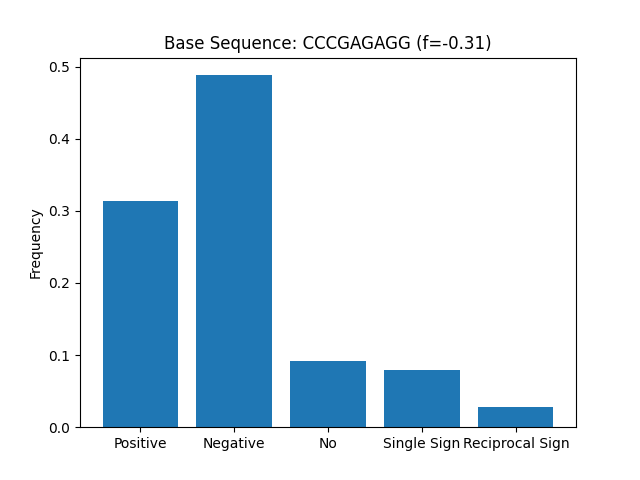 Base Sequence: CCCGAGAGG (f=-0.31)
Frequency
0.5
0.4
0.3
0.2
0.1
0.0
Positive Negative No Single Sign Reciprocal Sign